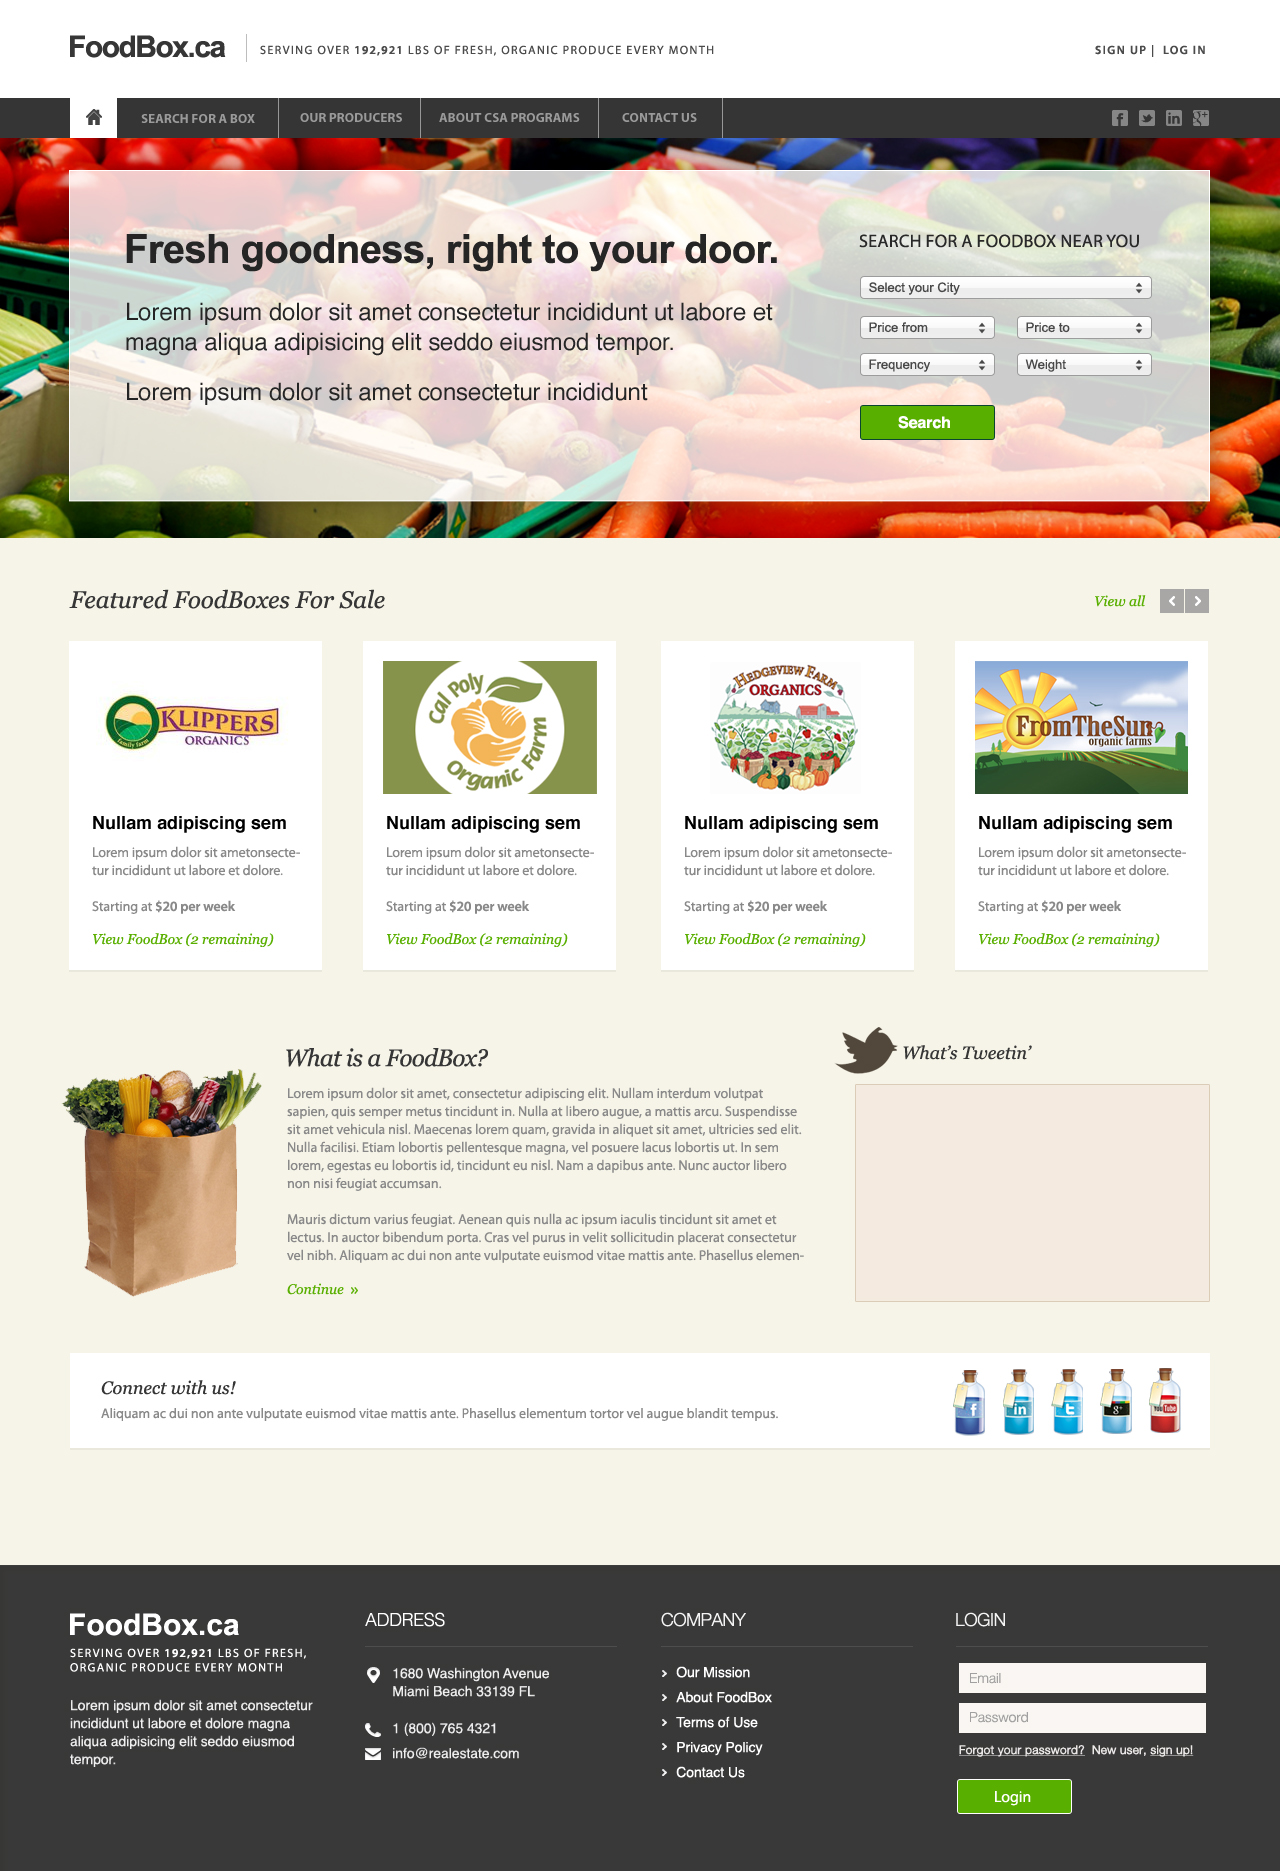 FoodBox.ca
SERVING OVER 192,921 LBS OF FRESH, ORGANIC PRODUCE EVERY MONTH
SIGN UP | LOG IN
SEARCH FOR A BOX
OUR PRODUCERS
ABOUT CSA PROGRAMS
CONTACT US
Fresh goodness, right to your door.
Lorem ipsum dolor sit amet consectetur incididunt ut labore et
magna aliqua adipisicing elit seddo eiusmod tempor.
Lorem ipsum dolor sit amet consectetur incididunt
SEARCH FOR A FOODBOX NEAR YOU
Select your City
Price from
Price to
Frequency
Weight
Search
Featured FoodBoxes For Sale
View all
KLIPPERS
ORGANICS
family farm
Nullam adipiscing sem
Lorem ipsum dolor sit ametonsecte-
tur incididunt ut labore et dolore.
Starting at $20 per week
View FoodBox (2 remaining)
Cal Poly
Organic Farm
Nullam adipiscing sem
Lorem ipsum dolor sit ametonsecte-
tur incididunt ut labore et dolore.
Starting at $20 per week
View FoodBox (2 remaining)
HEDGEVIEW FARM
ORGANICS
Nullam adipiscing sem
Lorem ipsum dolor sit ametonsecte-
tur incididunt ut labore et dolore.
Starting at $20 per week
View FoodBox (2 remaining)
FromTheSun
organic farms
Nullam adipiscing sem
Lorem ipsum dolor sit ametonsecte-
tur incididunt ut labore et dolore.
Starting at $20 per week
View FoodBox (2 remaining)
What is a FoodBox?
Lorem ipsum dolor sit amet, consectetur adipiscing elit. Nullam interdum volutpat
sapien, quis semper metus tincidunt in. Nulla at libero augue, a mattis arcu. Suspendisse
sit amet vehicula nisl. Maecenas lorem quam, gravida in aliquet sit amet, ultricies sed elit.
Nulla facilisi. Etiam lobortis pellentesque magna, vel posuere lacus lobortis ut. In sem
lorem, egestas eu lobortis id, tincidunt eu nisl. Nam a dapibus ante. Nunc auctor libero
non nisi feugiat accumsan.
Mauris dictum varius feugiat. Aenean quis nulla ac ipsum iaculis tincidunt sit amet et
lectus. In auctor bibendum porta. Cras vel purus in velit sollicitudin placerat consectetur
vel nibh. Aliquam ac dui non ante vulputate euismod vitae mattis ante. Phasellus elemen-
Continue »
What's Tweetin'
Connect with us!
Aliquam ac dui non ante vulputate euismod vitae mattis ante. Phasellus elementum tortor vel augue blandit tempus.
f
in
t
g+
You Tube
FoodBox.ca
SERVING OVER 192,921 LBS OF FRESH,
ORGANIC PRODUCE EVERY MONTH
Lorem ipsum dolor sit amet consectetur
incididunt ut labore et dolore magna
aliqua adipisicing elit seddo eiusmod
tempor.
ADDRESS
1680 Washington Avenue
Miami Beach 33139 FL
1 (800) 765 4321
info@realestate.com
COMPANY
Our Mission
About FoodBox
Terms of Use
Privacy Policy
Contact Us
LOGIN
Email
Password
Forgot your password? New user, sign up!
Login